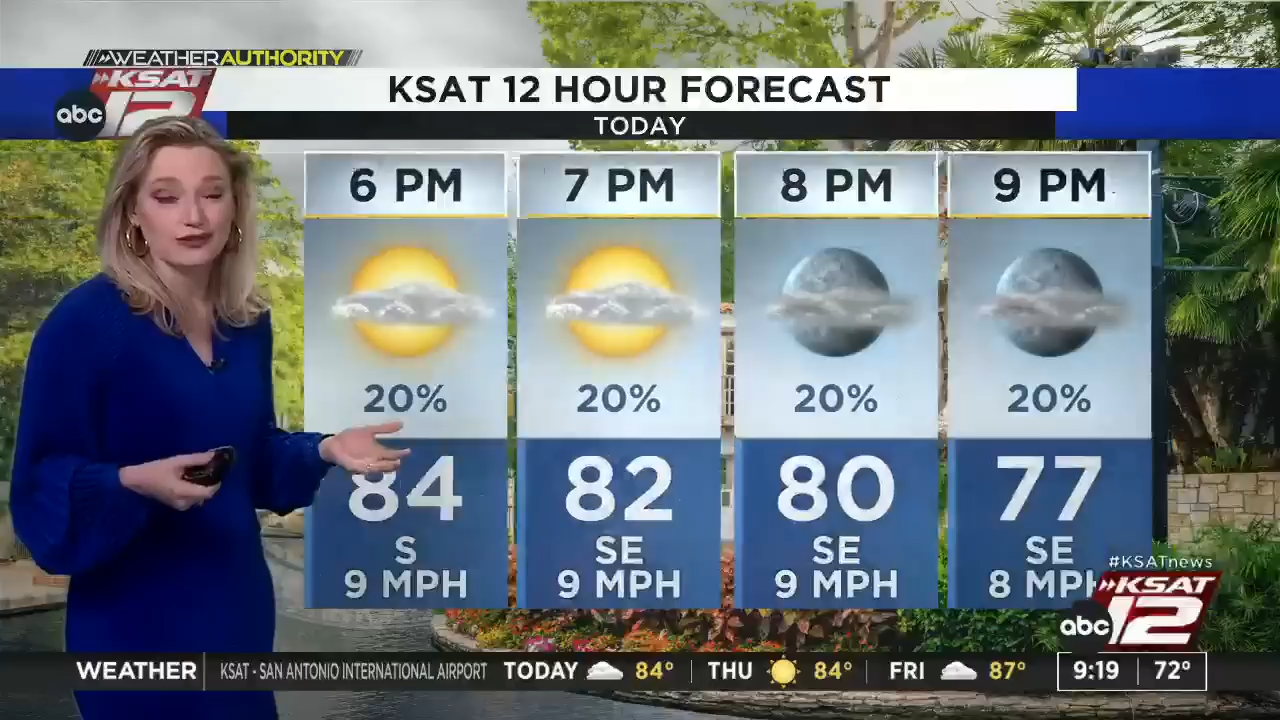 WEATHER AUTHORITY
KSAT
abc 12
KSAT 12 HOUR FORECAST
TODAY
6 PM 7 PM 8 PM 9 PM
20% 20% 20% 20%
84 82 80 77
S SE SE SE
9 MPH 9 MPH 9 MPH 8 MPH
#KSATnews
KSAT
abc 12
WEATHER KSAT - SAN ANTONIO INTERNATIONAL AIRPORT TODAY 84° THU 84° FRI 87° 9:19 72°